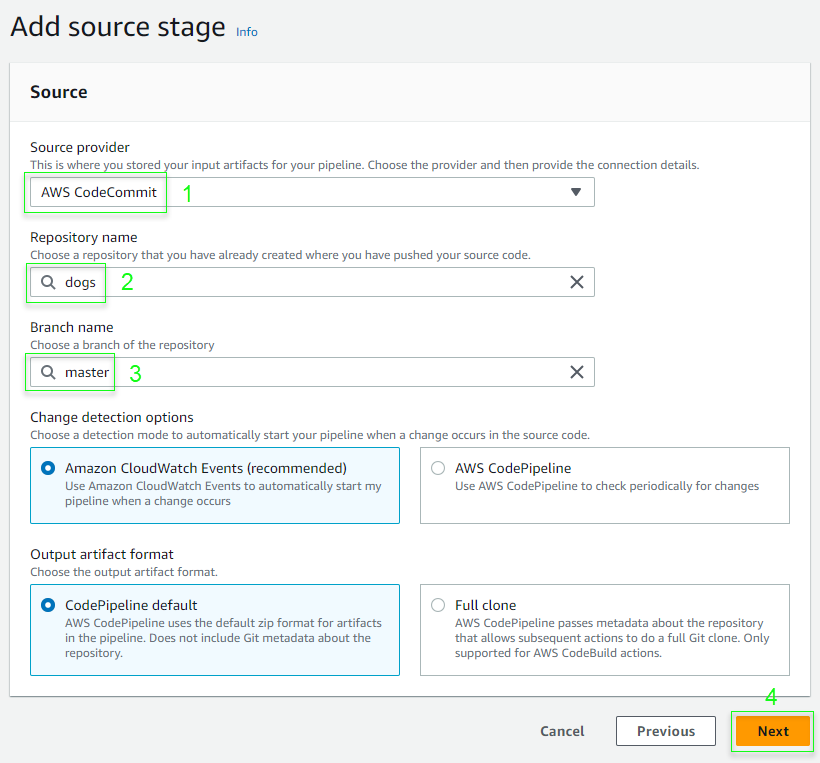 Add source stage Info
Source
Source provider
This is where you stored your input artifacts for your pipeline. Choose the provider and then provide the connection details.
AWS CodeCommit 1
Repository name
Choose a repository that you have already created where you have pushed your source code.
dogs 2
Branch name
Choose a branch of the repository
master 3
Change detection options
Choose a detection mode to automatically start your pipeline when a change occurs in the source code.
Amazon CloudWatch Events (recommended)
Use Amazon CloudWatch Events to automatically start my
pipeline when a change occurs
AWS CodePipeline
Use AWS CodePipeline to check periodically for changes
Output artifact format
Choose the output artifact format.
CodePipeline default
AWS CodePipeline uses the default zip format for artifacts
in the pipeline. Does not include Git metadata about the
repository.
Full clone
AWS CodePipeline passes metadata about the repository
that allows subsequent actions to do a full Git clone. Only
supported for AWS CodeBuild actions.
4
Cancel Previous Next